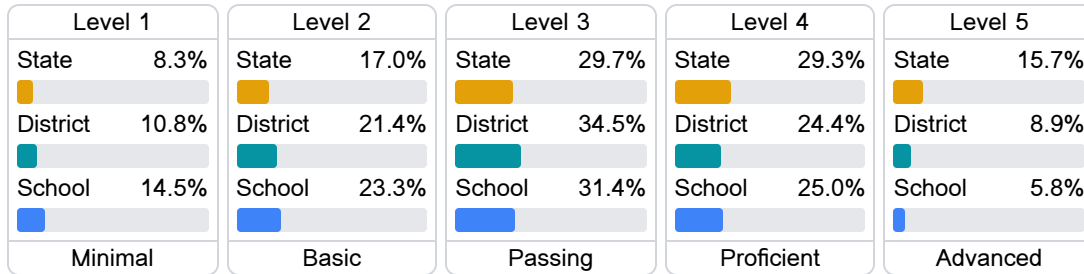 Level 1
State 8.3%
District 10.8%
School 14.5%
Minimal
Level 2
State 17.0%
District 21.4%
School 23.3%
Basic
Level 3
State 29.7%
District 34.5%
School 31.4%
Passing
Level 4
State 29.3%
District 24.4%
School 25.0%
Proficient
Level 5
State 15.7%
District 8.9%
School 5.8%
Advanced